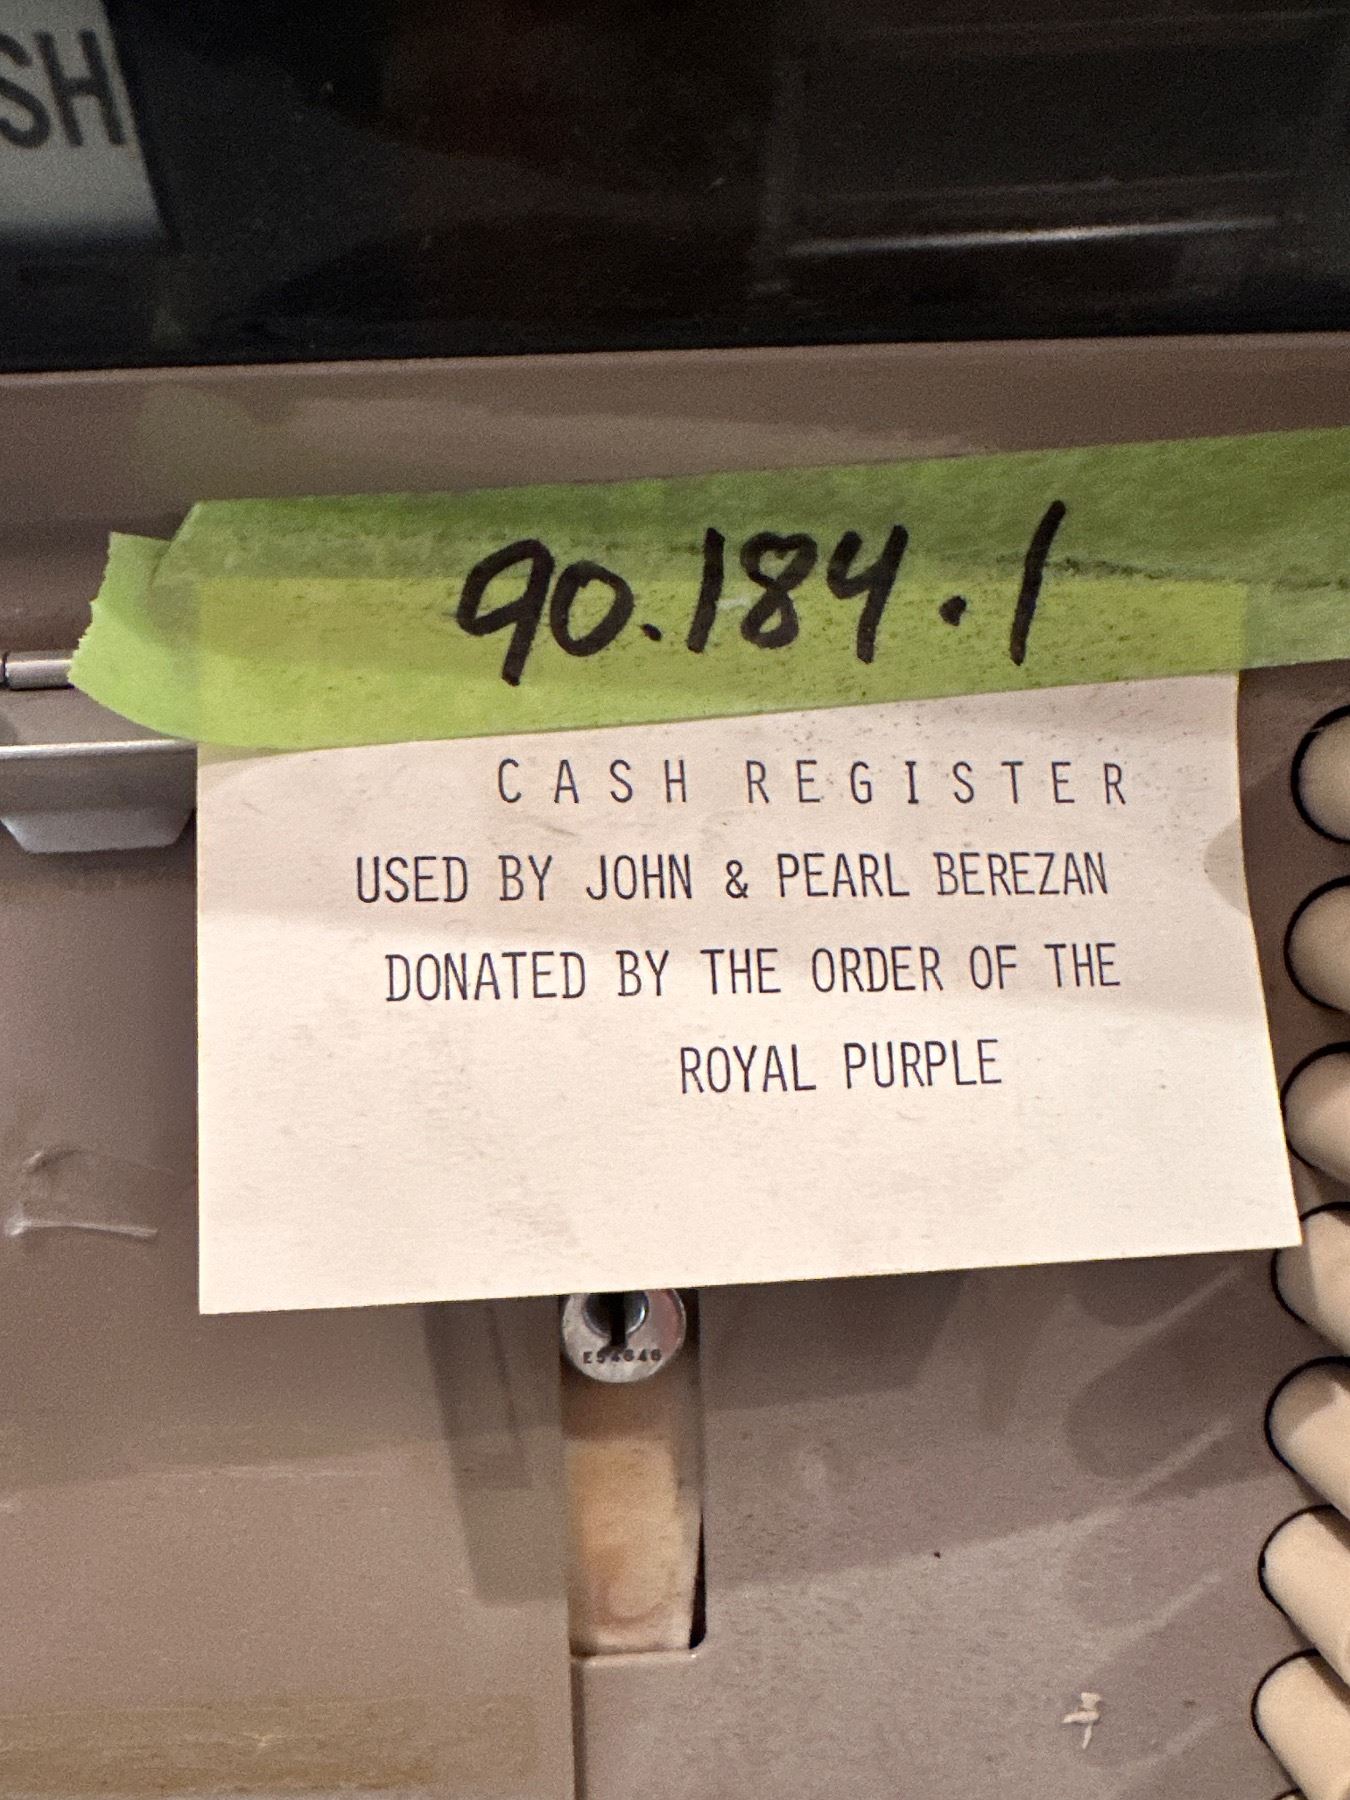 SH
90.184.1
CASH REGISTER
USED BY JOHN & PEARL BEREZAN
DONATED BY THE ORDER OF THE
ROYAL PURPLE